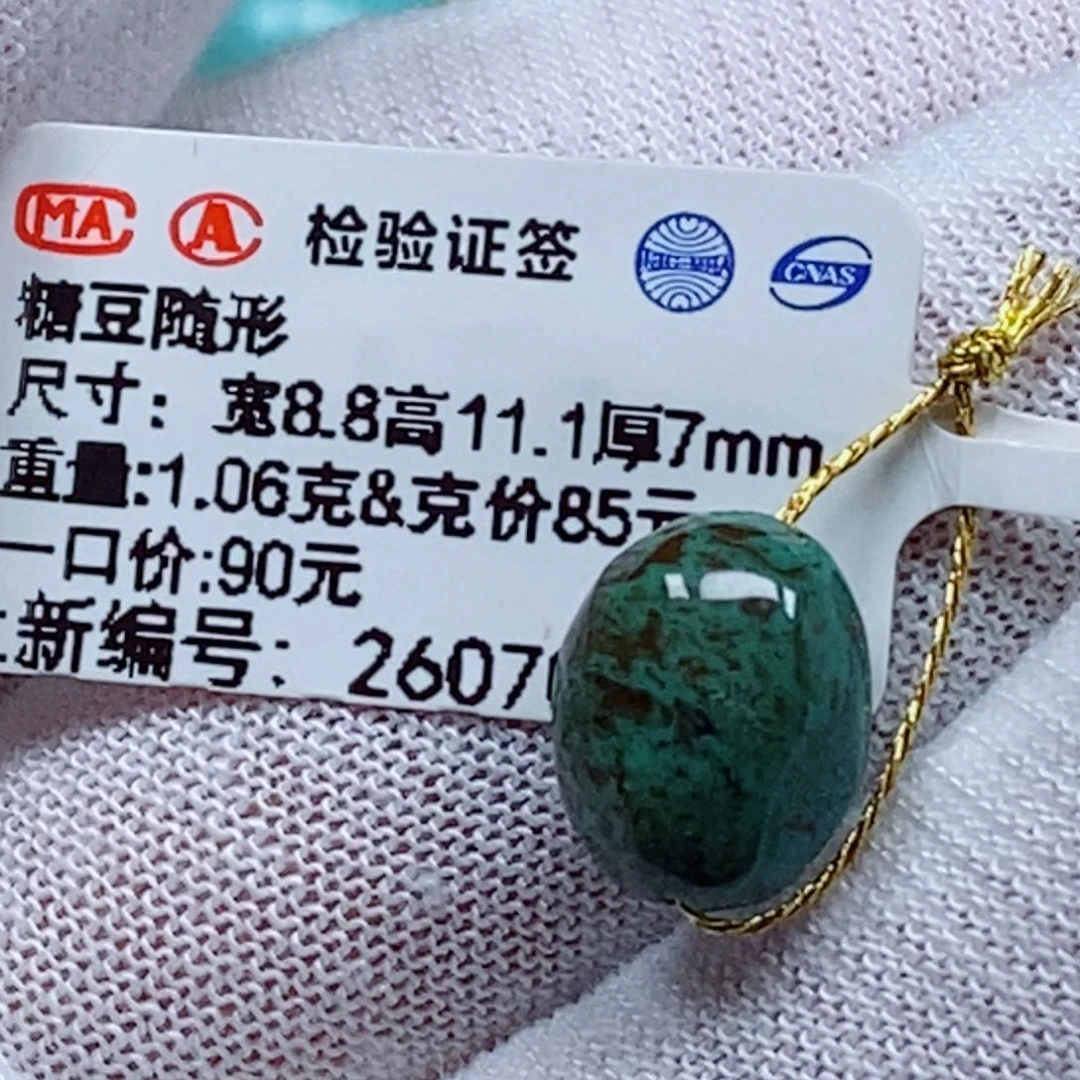 CMA A 检验证签 CNAS
糖豆随形
尺寸：宽8.8高11.1厚7mm
重量:1.06克&克价85元
一口价:90元
新编号：2607